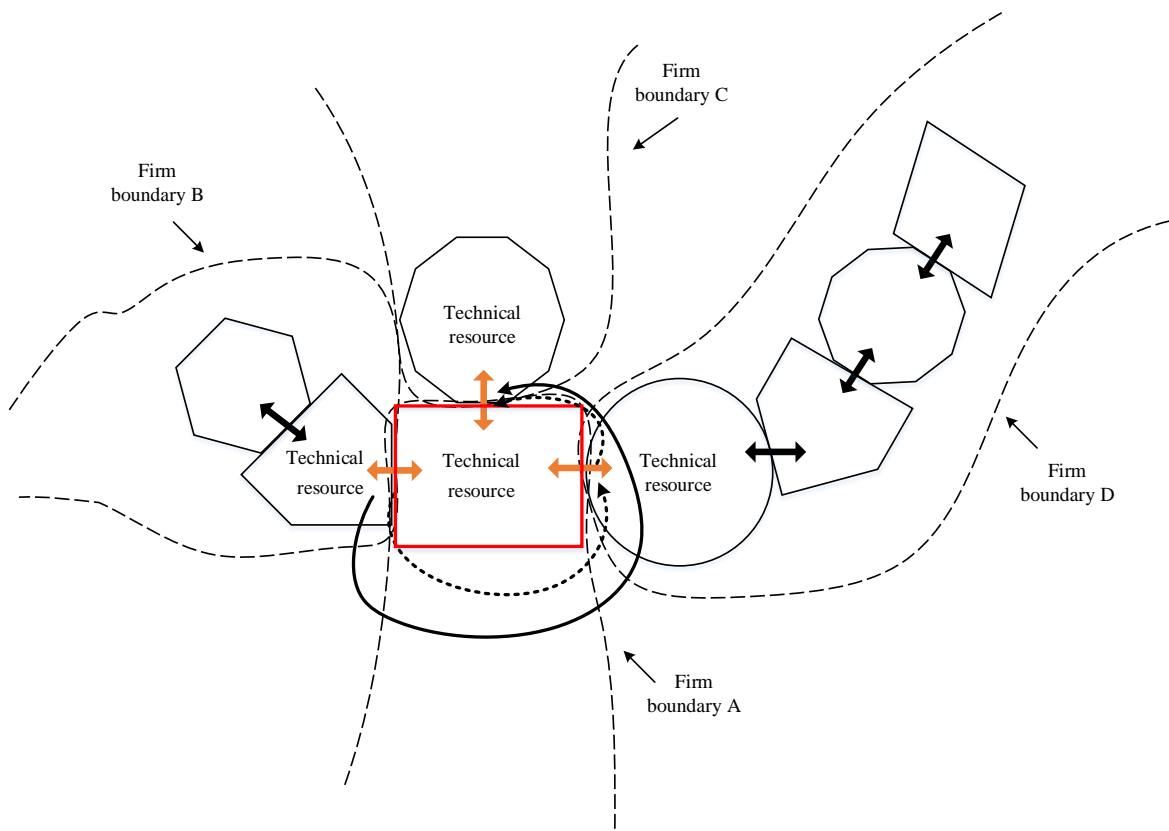 Firm
boundary C
Firm
boundary B
Technical
resource
Technical
resource
Technical
resource
Technical
resource
Firm
boundary D
Firm
boundary A